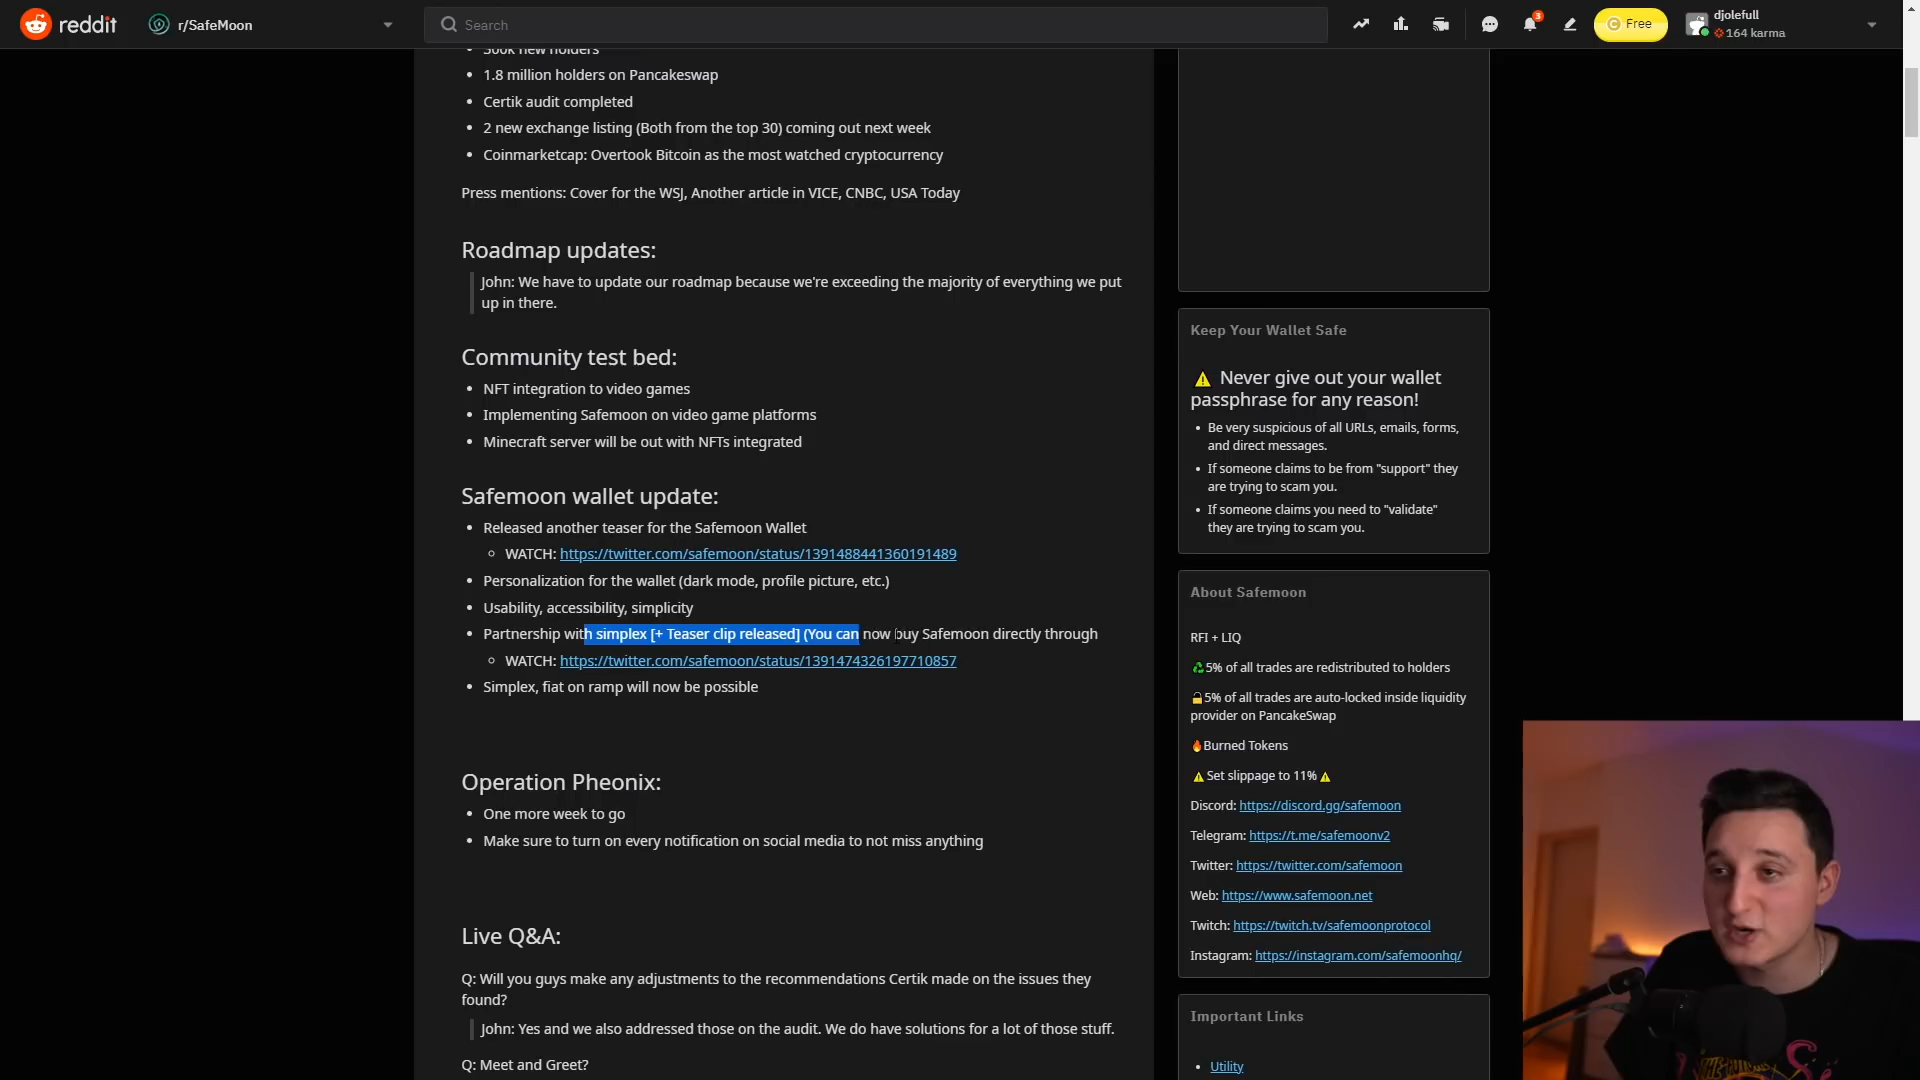 reddit
r/SafeMoon
Search
3
Free
djolefull
164 karma
300k new holders
1.8 million holders on Pancakeswap
Certik audit completed
2 new exchange listing (Both from the top 30) coming out next week
Coinmarketcap: Overtook Bitcoin as the most watched cryptocurrency
Press mentions: Cover for the WSJ, Another article in VICE, CNBC, USA Today
Roadmap updates:
John: We have to update our roadmap because we're exceeding the majority of everything we put
up in there.
Community test bed:
NFT integration to video games
Implementing Safemoon on video game platforms
Minecraft server will be out with NFTs integrated
Safemoon wallet update:
Released another teaser for the Safemoon Wallet
WATCH: https://twitter.com/safemoon/status/1391488441360191489
Personalization for the wallet (dark mode, profile picture, etc.)
Usability, accessibility, simplicity
Partnership with simplex [+ Teaser clip released] (You can now buy Safemoon directly through
WATCH: https://twitter.com/safemoon/status/1391474326197710857
Simplex, fiat on ramp will now be possible
Operation Pheonix:
One more week to go
Make sure to turn on every notification on social media to not miss anything
Live Q&A:
Q: Will you guys make any adjustments to the recommendations Certik made on the issues they
found?
John: Yes and we also addressed those on the audit. We do have solutions for a lot of those stuff.
Q: Meet and Greet?
Keep Your Wallet Safe
⚠ Never give out your wallet
passphrase for any reason!
Be very suspicious of all URLs, emails, forms,
and direct messages.
If someone claims to be from "support" they
are trying to scam you.
If someone claims you need to "validate"
they are trying to scam you.
About Safemoon
RFI + LIQ
♻5% of all trades are redistributed to holders
🔓5% of all trades are auto-locked inside liquidity
provider on PancakeSwap
🔥Burned Tokens
⚠Set slippage to 11%⚠
Discord: https://discord.gg/safemoon
Telegram: https://t.me/safemoonv2
Twitter: https://twitter.com/safemoon
Web: https://www.safemoon.net
Twitch: https://twitch.tv/safemoonprotocol
Instagram: https://instagram.com/safemoonhq/
Important Links
Utility